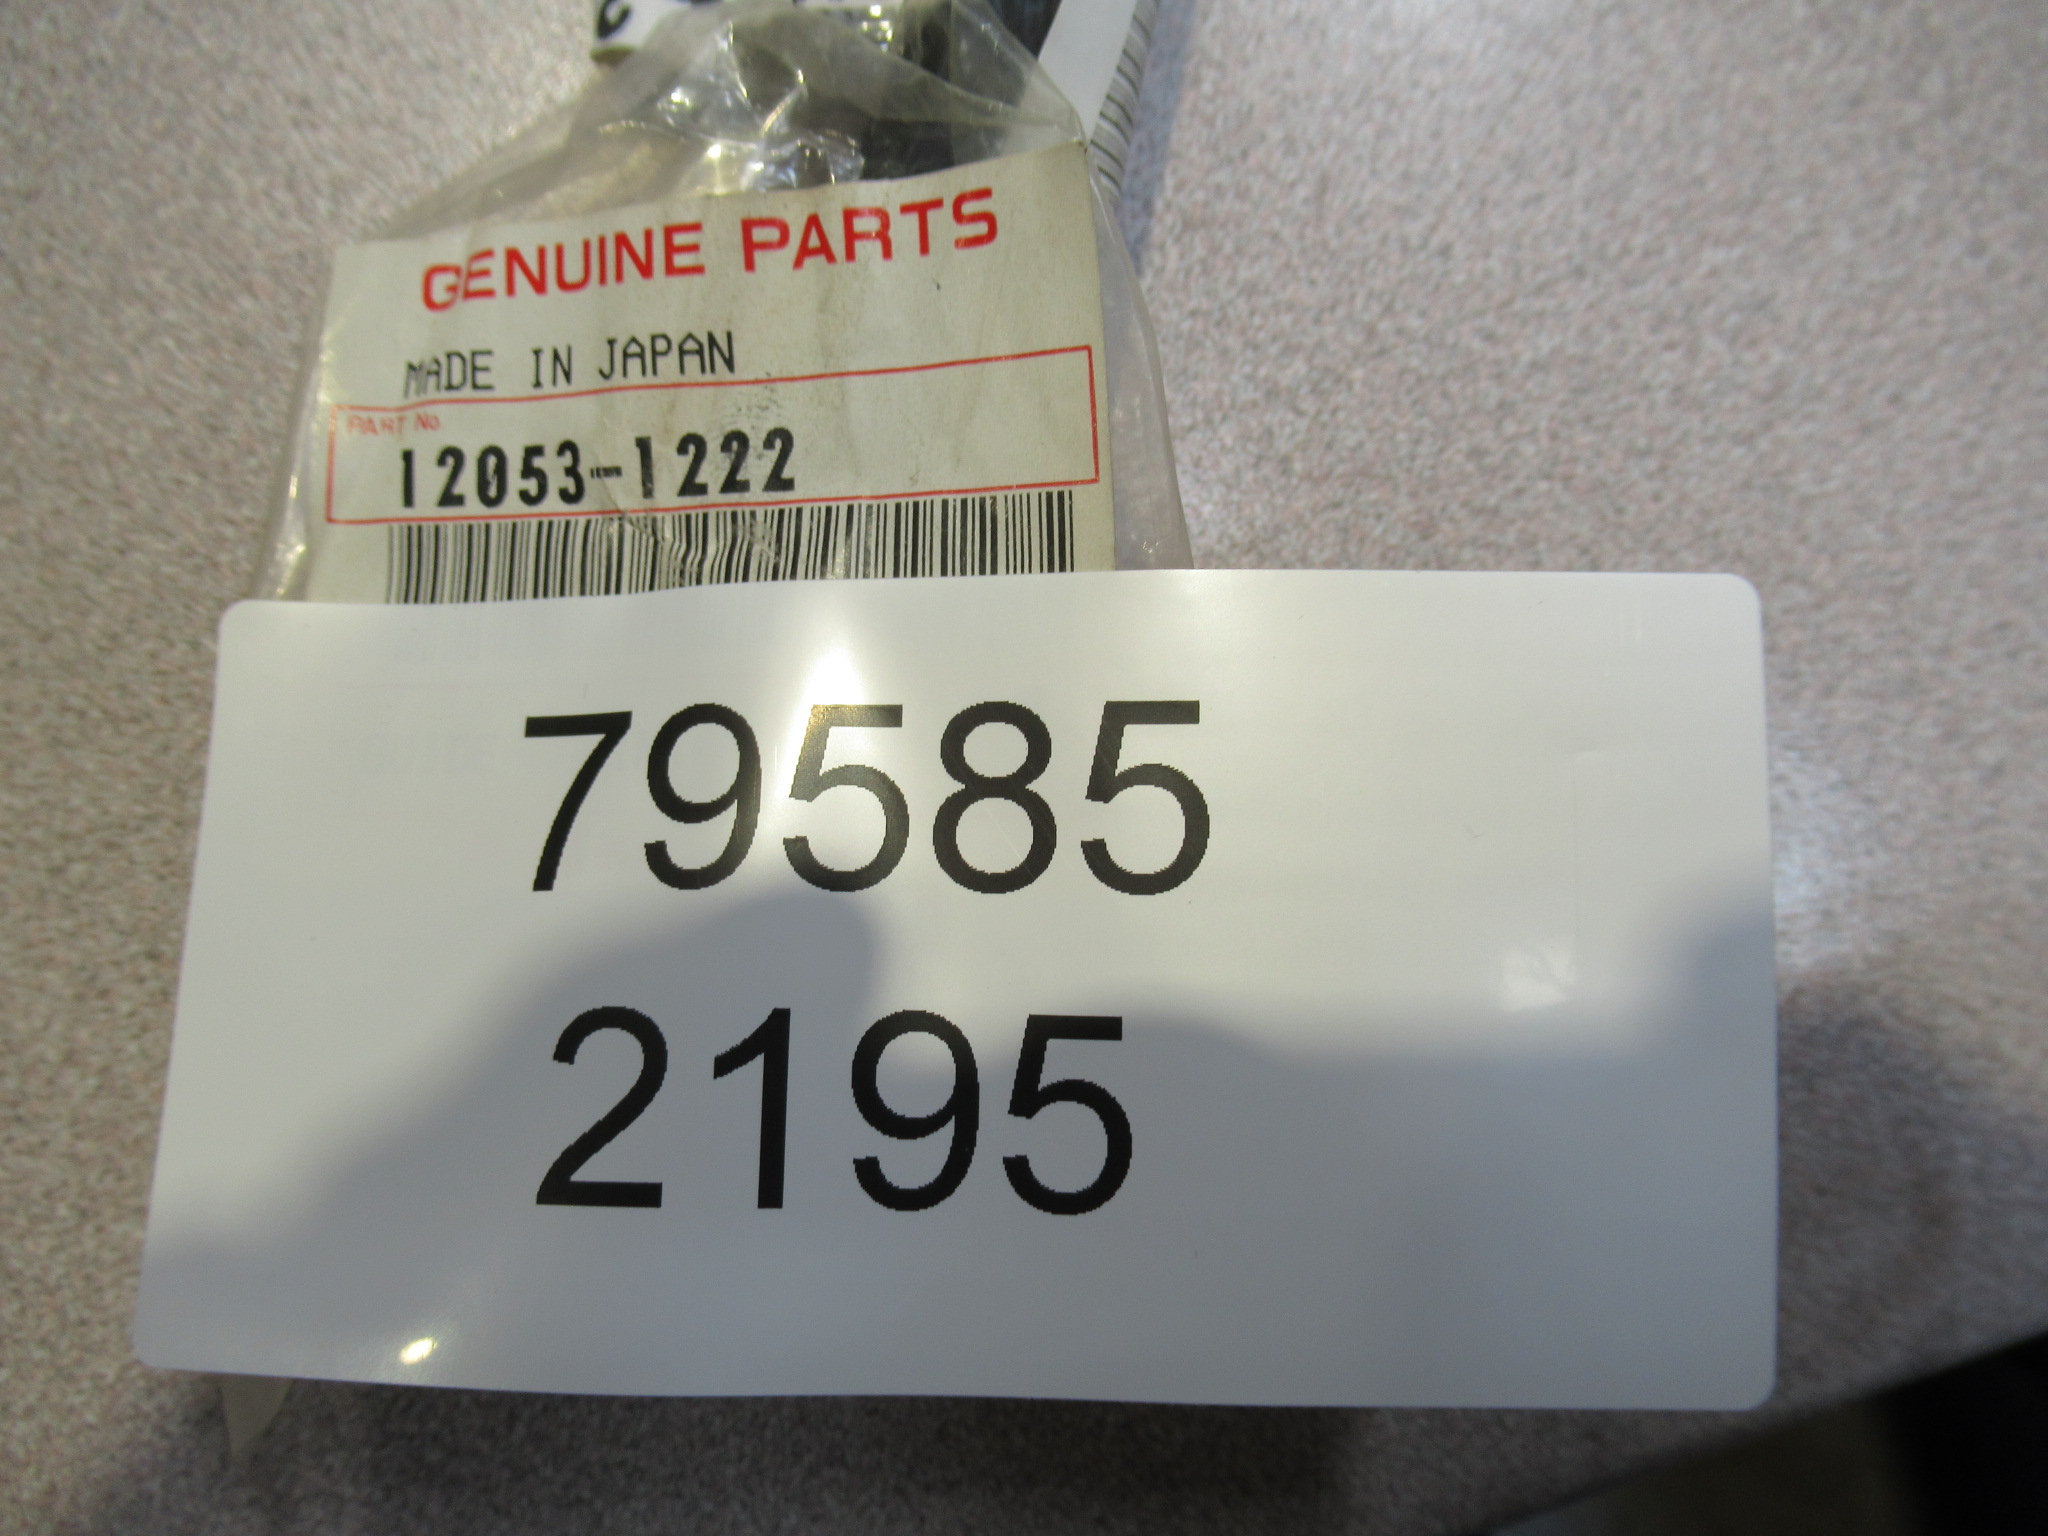 GENUINE PARTS
MADE IN JAPAN
PART No.
12053-1222
79585
2195